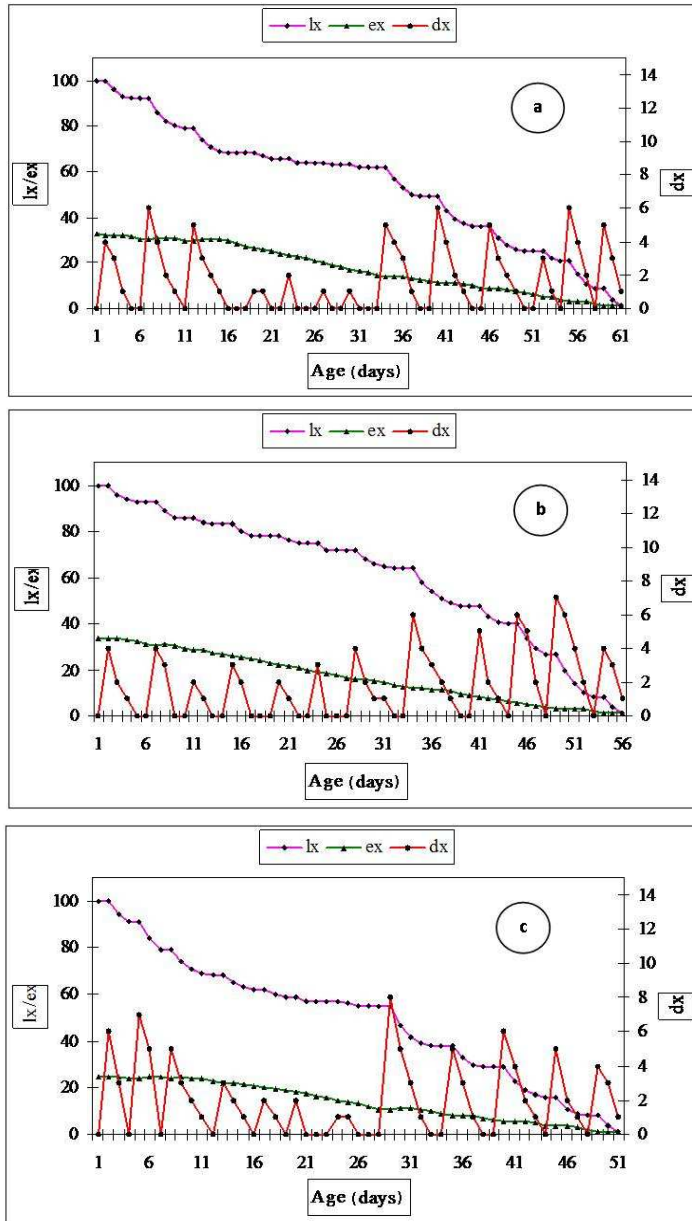 lx ex dx
a
100 80 60 40 20 0
14 12 10 8 6 4 2 0
lx/ex
dx
1 6 11 16 21 26 31 36 41 46 51 56 61
Age (days)
lx ex dx
b
100 80 60 40 20 0
14 12 10 8 6 4 2 0
lx/ex
dx
1 6 11 16 21 26 31 36 41 46 51 56
Age (days)
lx ex dx
c
100 80 60 40 20 0
14 12 10 8 6 4 2 0
lx/ex
dx
1 6 11 16 21 26 31 36 41 46 51
Age (days)